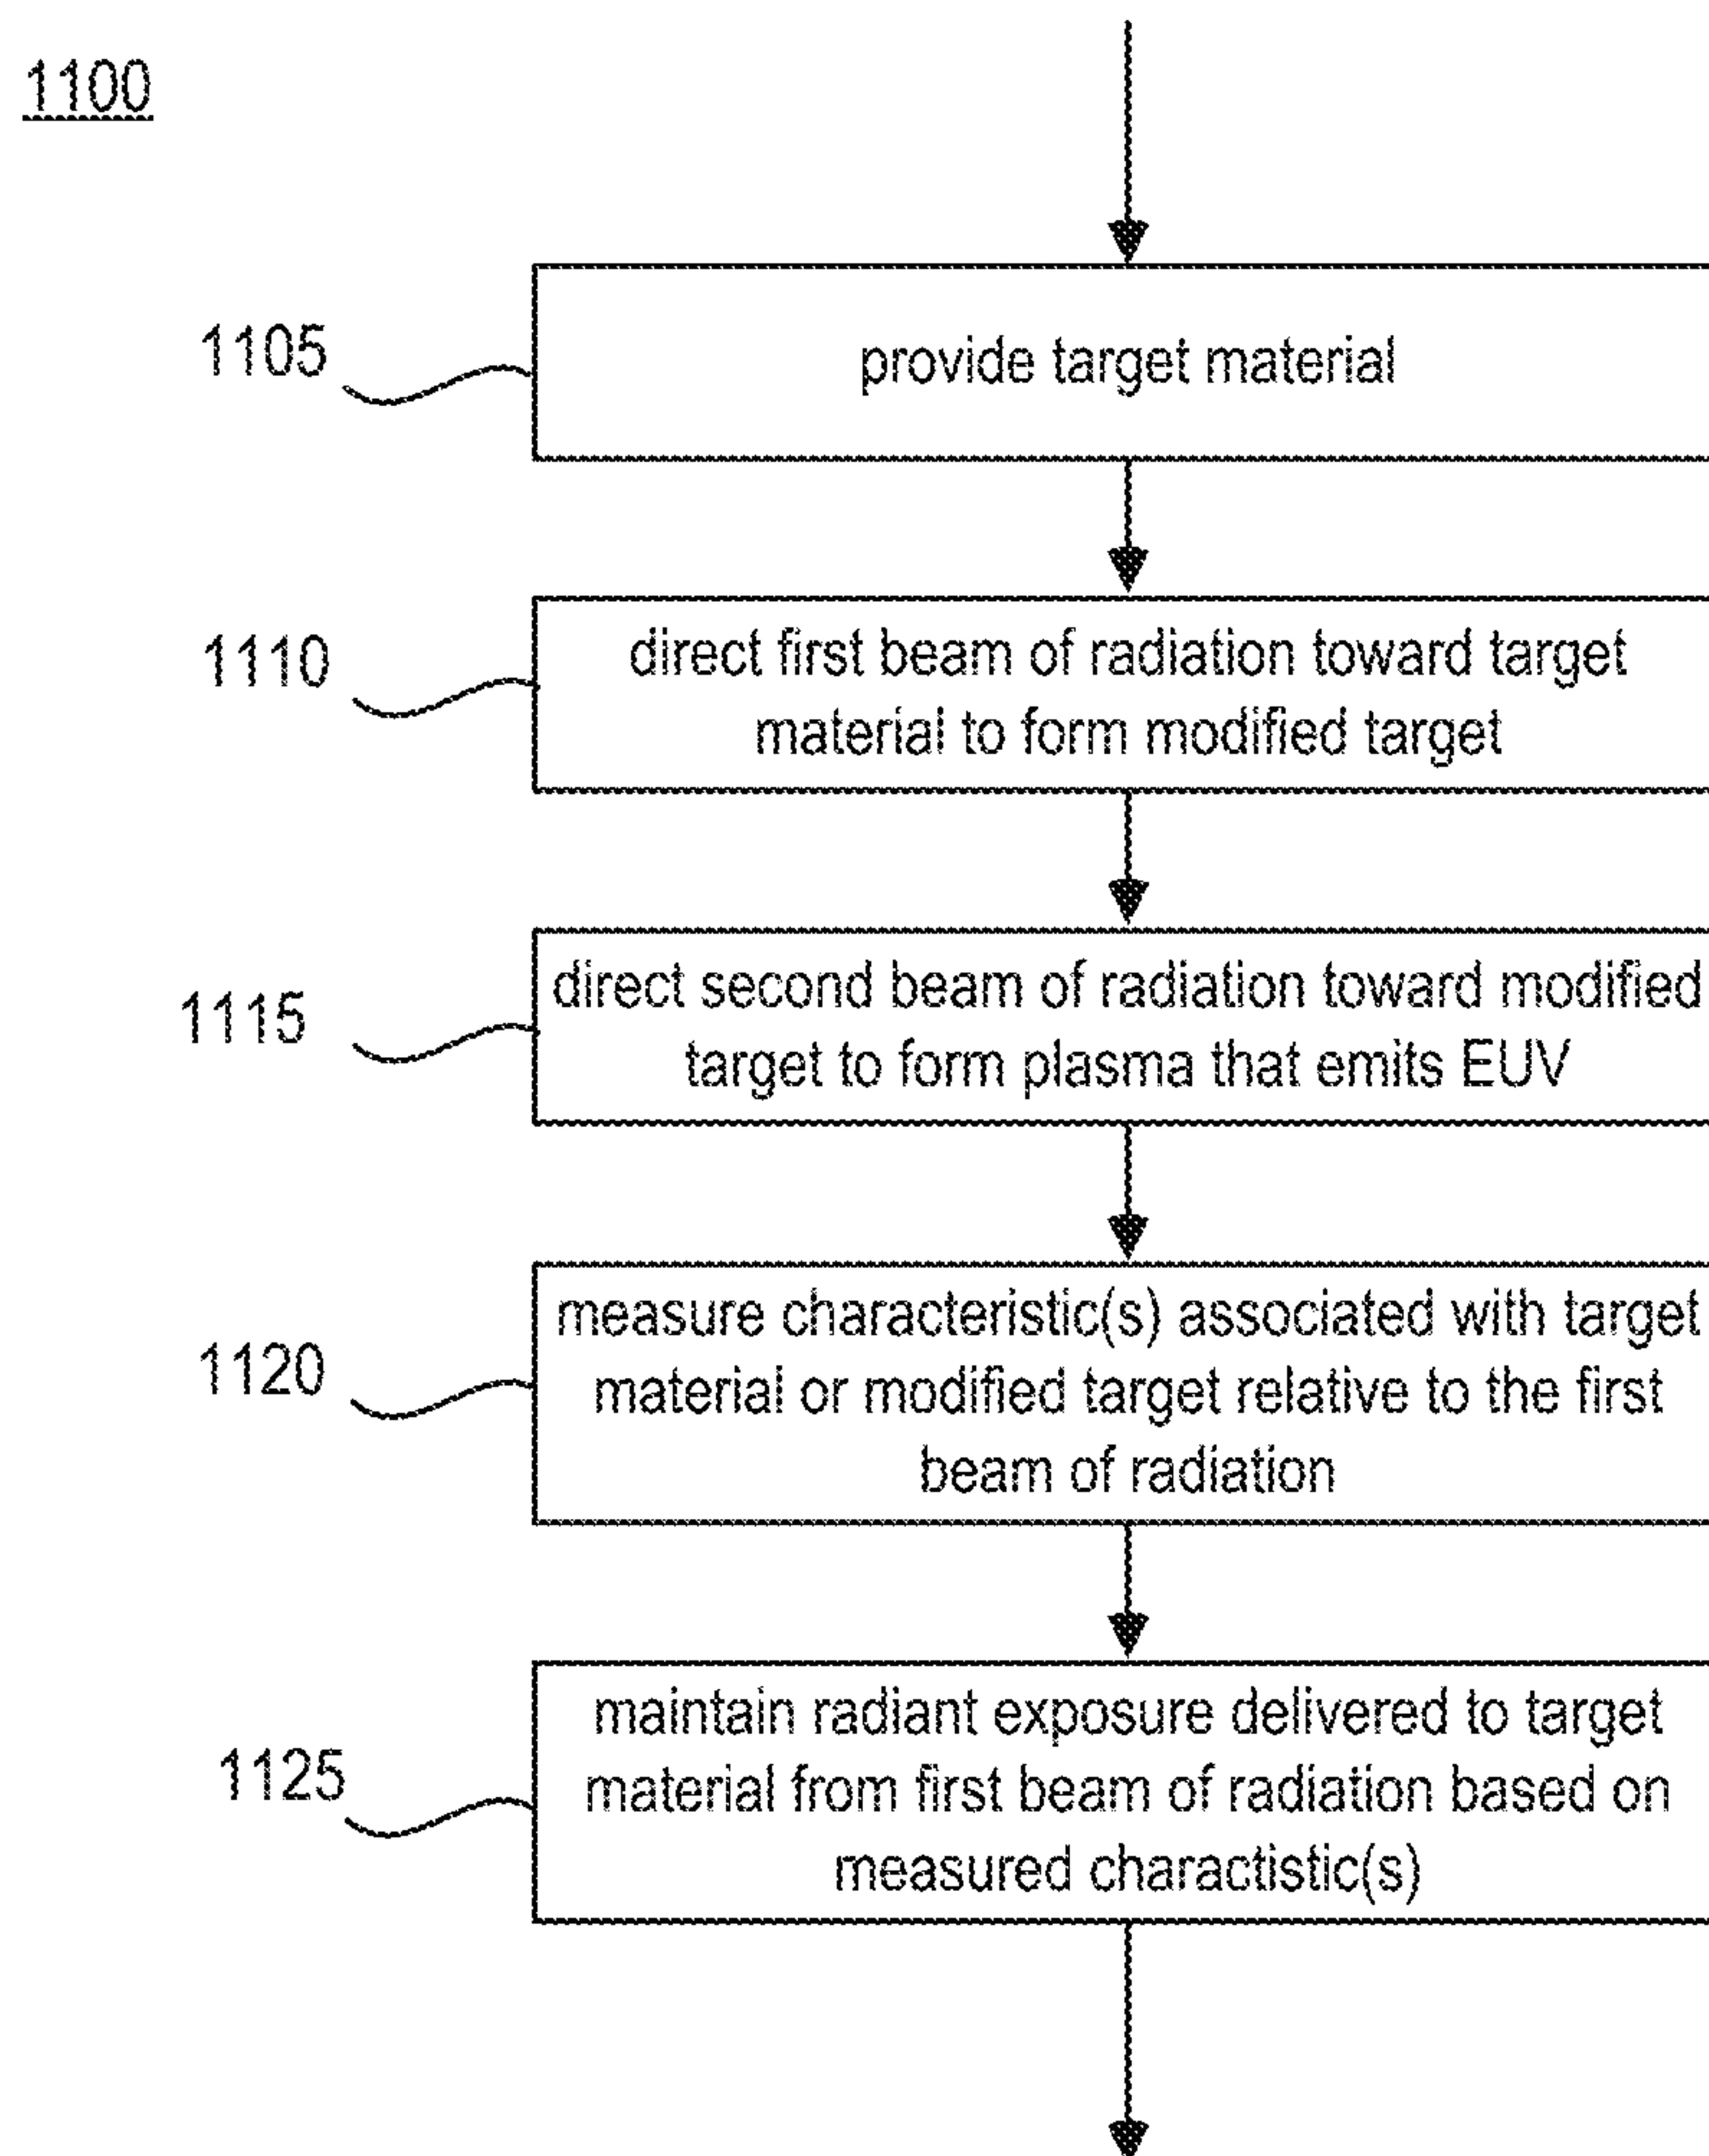 1100
1105
provide target material
1110
direct first beam of radiation toward target
material to form modified target
1115
direct second beam of radiation toward modified
target to form plasma that emits EUV
1120
measure characteristic(s) associated with target
material or modified target relative to the first
beam of radiation
1125
maintain radiant exposure delivered to target
material from first beam of radiation based on
measured charactistic(s)